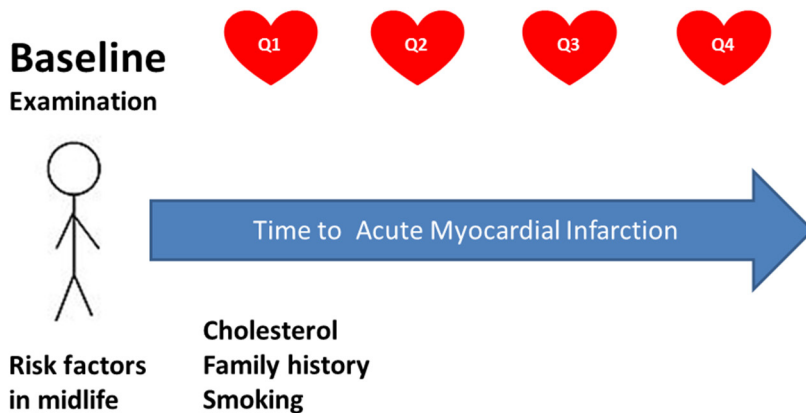 Q1 Q2 Q3 Q4
Baseline
Examination
Time to Acute Myocardial Infarction
Risk factors
in midlife
Cholesterol
Family history
Smoking